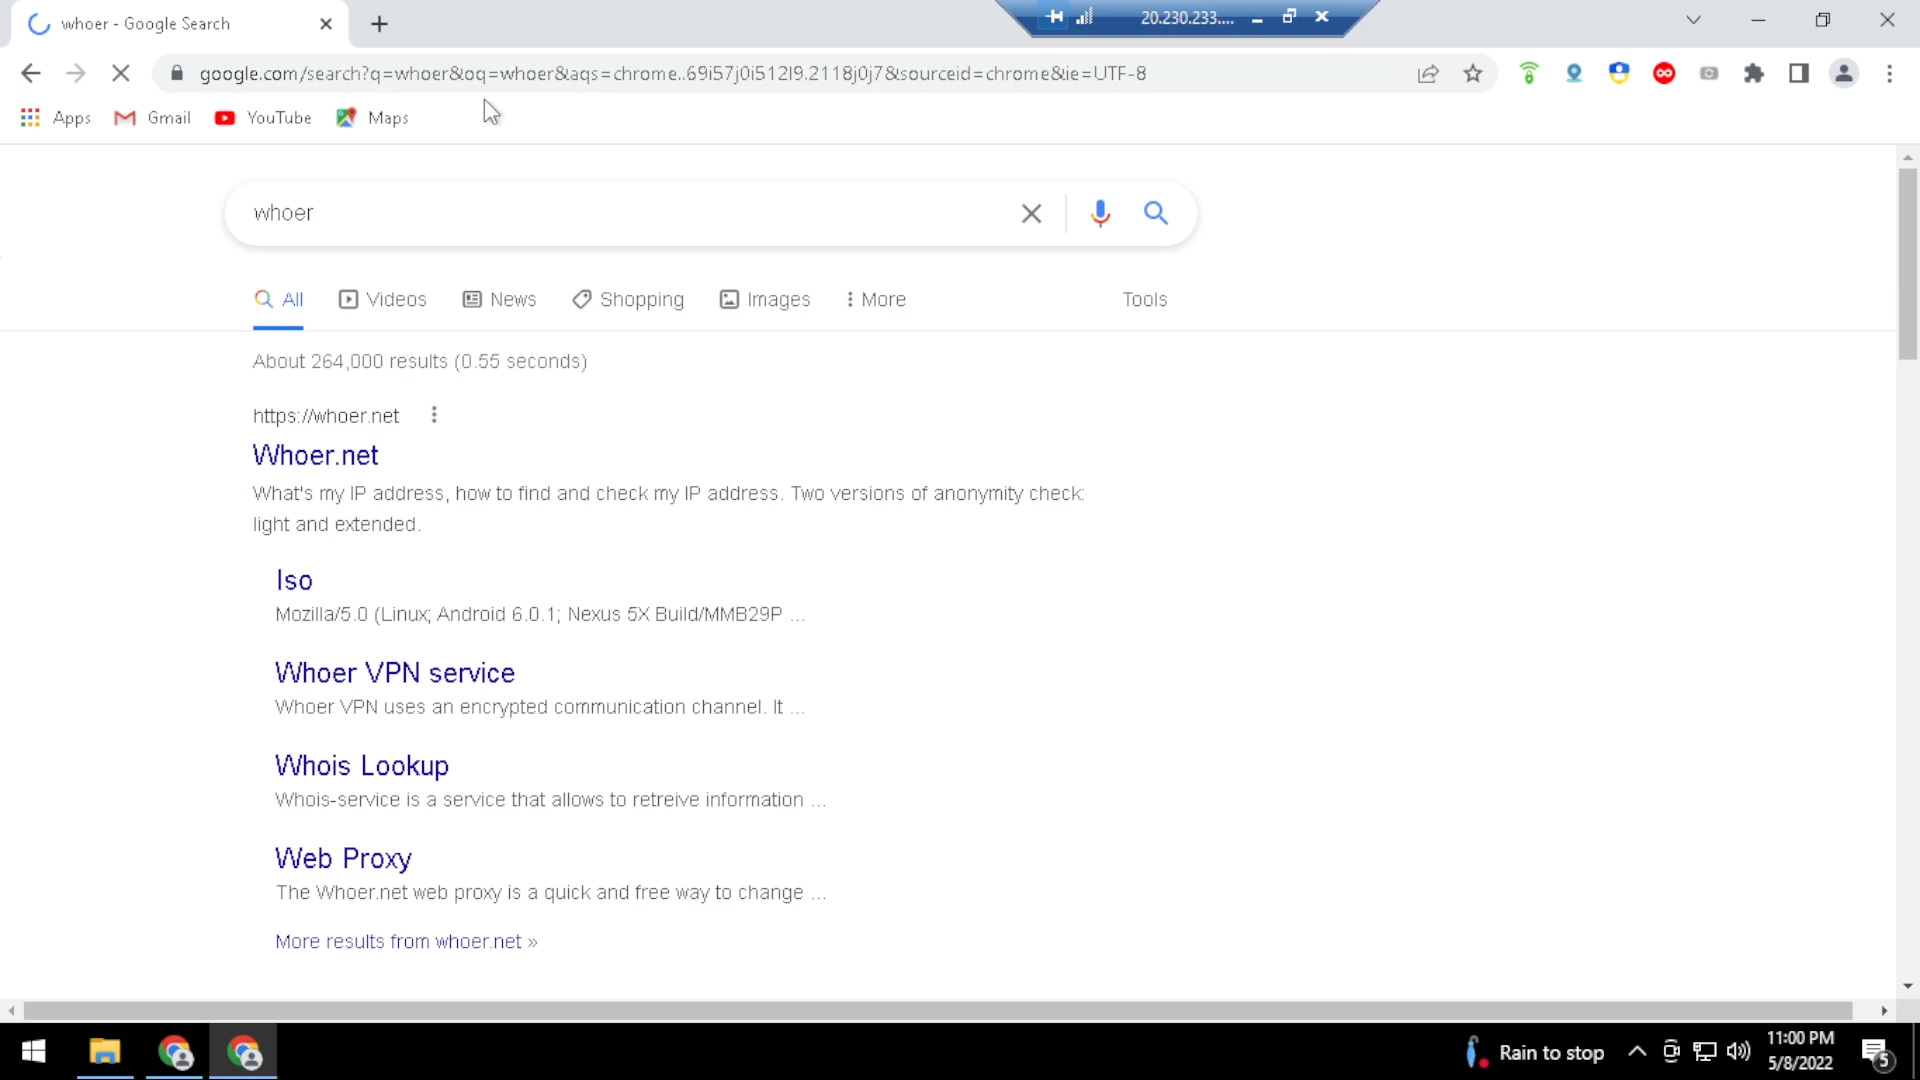 whoer - Google Search
20.230.233....
google.com/search?q=whoer&oq=whoer&aqs=chrome..69i57j0i512l9.2118j0j7&sourceid=chrome&ie=UTF-8
Apps Gmail YouTube Maps
whoer
All Videos News Shopping Images More Tools
About 264,000 results (0.55 seconds)
https://whoer.net
Whoer.net
What's my IP address, how to find and check my IP address. Two versions of anonymity check:
light and extended.
Iso
Mozilla/5.0 (Linux; Android 6.0.1; Nexus 5X Build/MMB29P ...
Whoer VPN service
Whoer VPN uses an encrypted communication channel. It ...
Whois Lookup
Whois-service is a service that allows to retreive information ...
Web Proxy
The Whoer.net web proxy is a quick and free way to change ...
More results from whoer.net »
Rain to stop
11:00 PM
5/8/2022
5